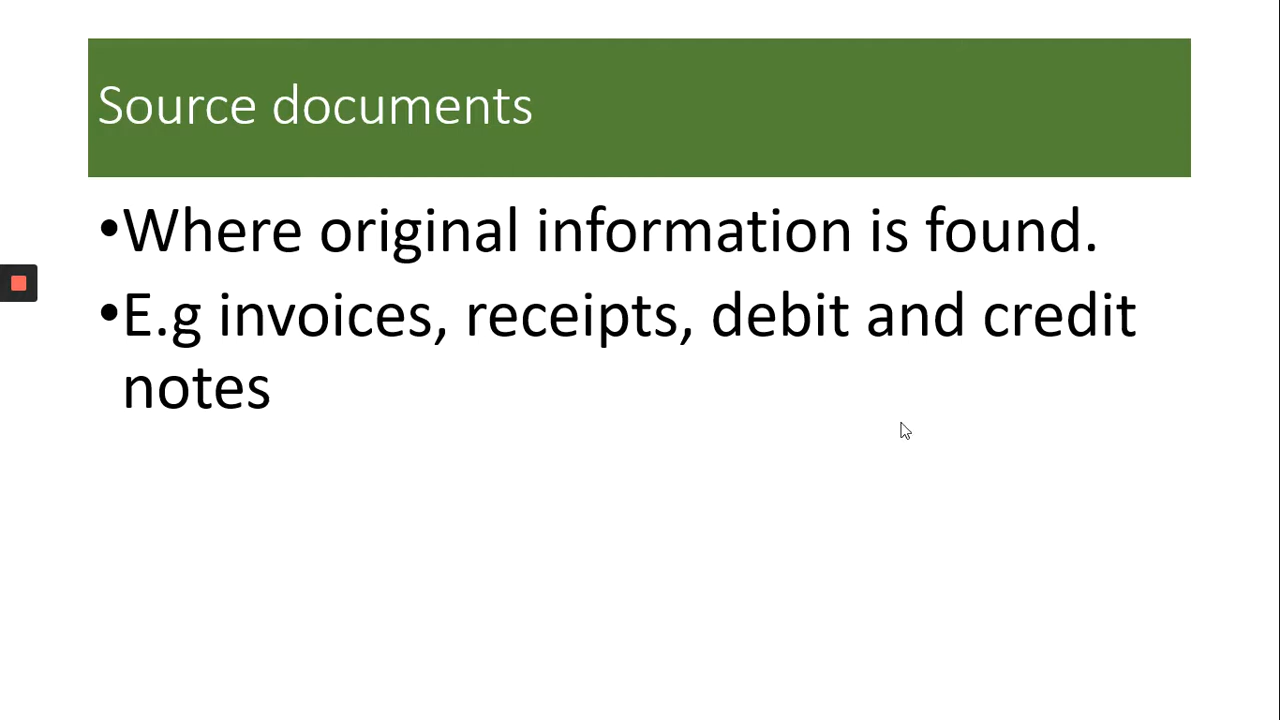 Source documents
•Where original information is found.
•E.g invoices, receipts, debit and credit
notes